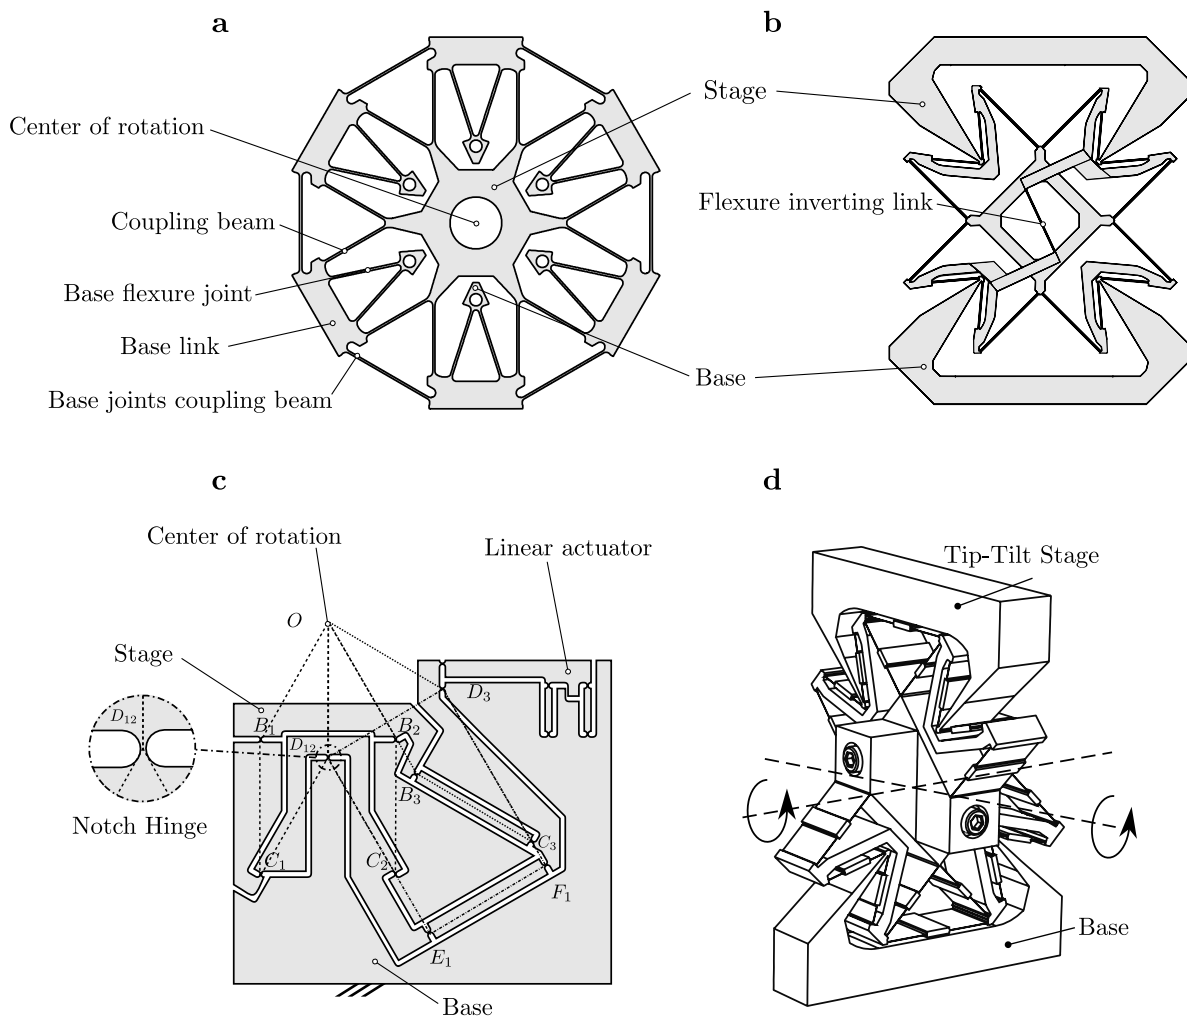 a
b
Stage
Center of rotation
Coupling beam
Flexure inverting link
Base flexure joint
Base link
Base
Base joints coupling beam
c
d
Center of rotation
Linear actuator
Tip-Tilt Stage
O
Stage
D₃
D₁₂
B₁
B₂
D₁₂
B₃
Notch Hinge
C₃
C₁
C₂
F₁
E₁
Base
Base